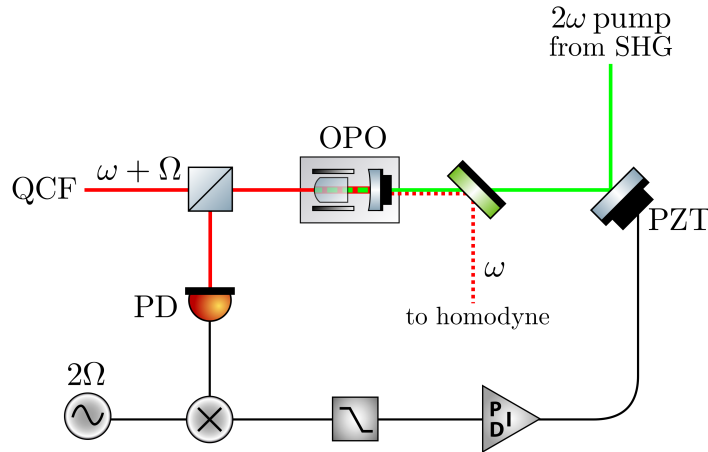 2ω pump
from SHG
OPO
QCF
ω + Ω
PZT
ω
PD
to homodyne
2Ω
P
I
D